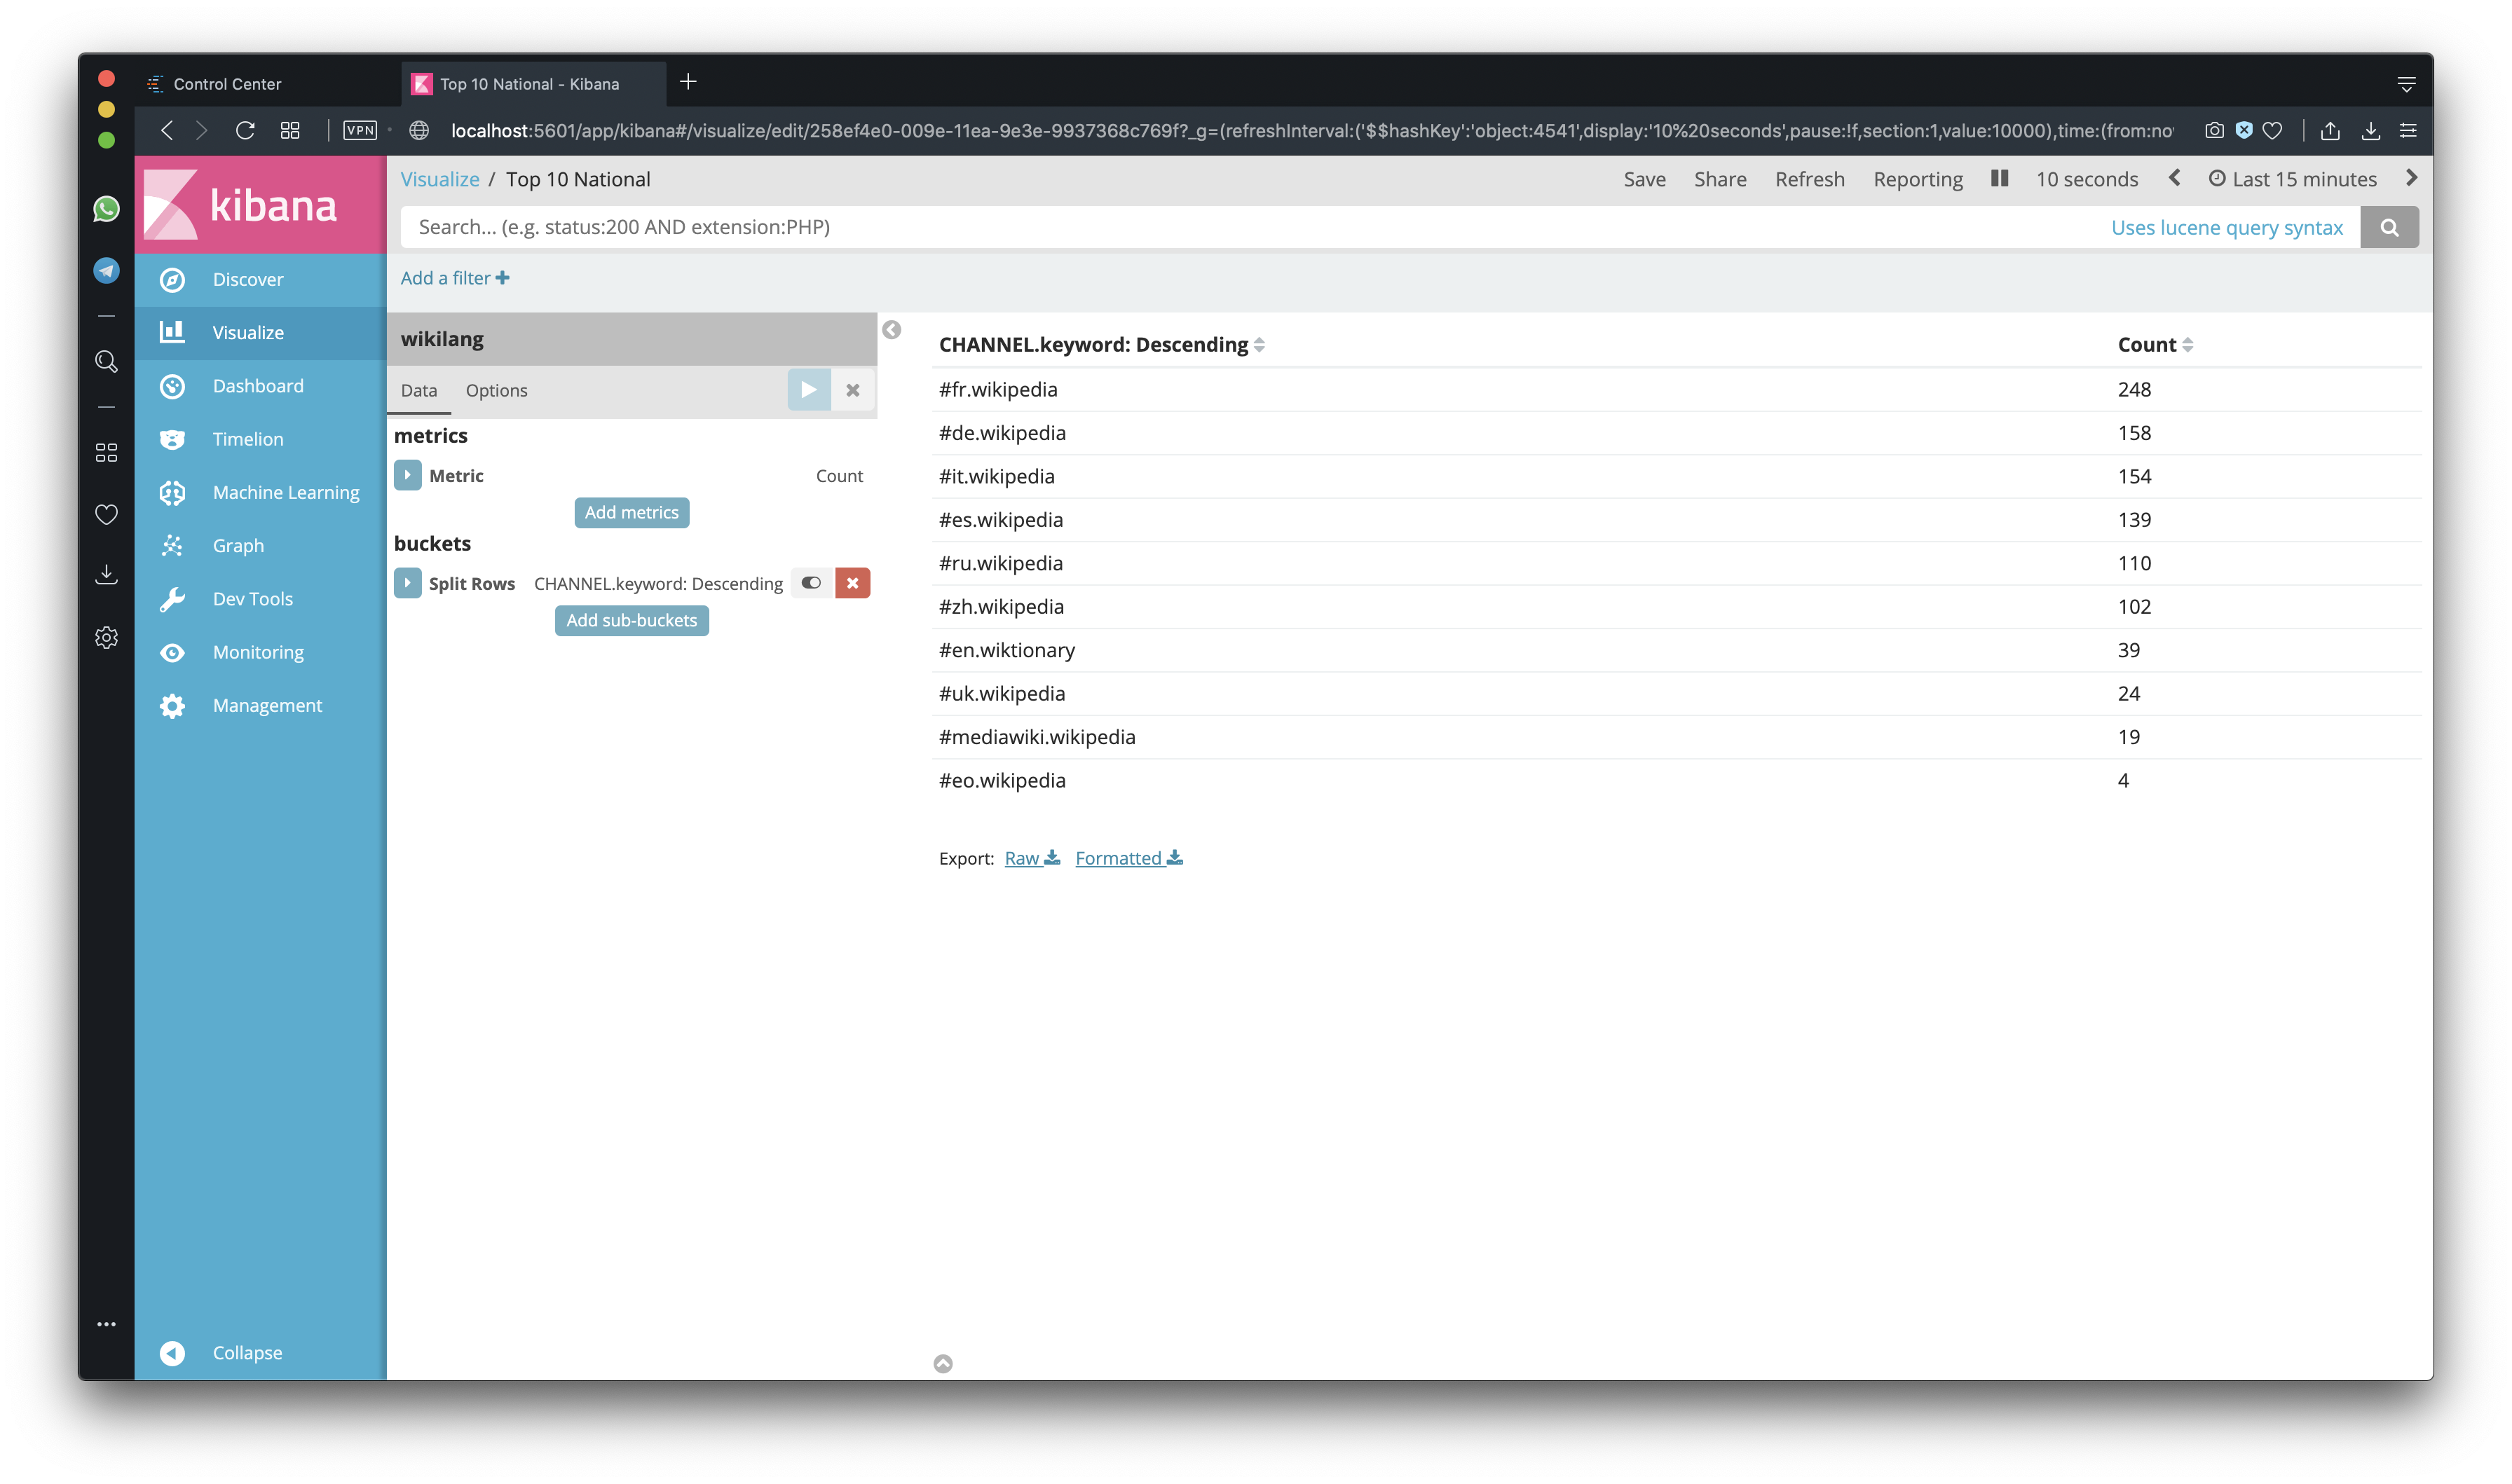 Control Center
Top 10 National - Kibana
VPN
localhost:5601/app/kibana#/visualize/edit/258ef4e0-009e-11ea-9e3e-9937368c769f?_g=(refreshInterval:('$$hashKey':'object:4541',display:'10%20seconds',pause:!f,section:1,value:10000),time:(from:no
kibana
Visualize / Top 10 National
Save Share Refresh Reporting 10 seconds Last 15 minutes
Search... (e.g. status:200 AND extension:PHP)
Uses lucene query syntax
Add a filter +
Discover
Visualize
Dashboard
Timelion
Machine Learning
Graph
Dev Tools
Monitoring
Management
Collapse
wikilang
Data Options
metrics
Metric Count
Add metrics
buckets
Split Rows CHANNEL.keyword: Descending
Add sub-buckets
CHANNEL.keyword: Descending Count
#fr.wikipedia 248
#de.wikipedia 158
#it.wikipedia 154
#es.wikipedia 139
#ru.wikipedia 110
#zh.wikipedia 102
#en.wiktionary 39
#uk.wikipedia 24
#mediawiki.wikipedia 19
#eo.wikipedia 4
Export: Raw Formatted